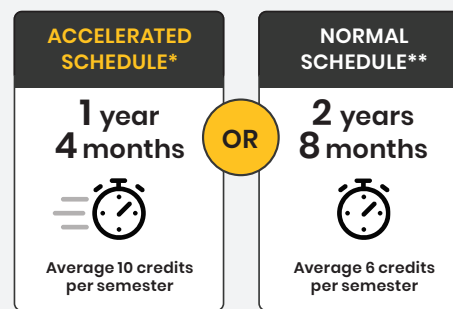 ACCELERATED
SCHEDULE*
1 year
4 months
Average 10 credits
per semester
OR
NORMAL
SCHEDULE**
2 years
8 months
Average 6 credits
per semester